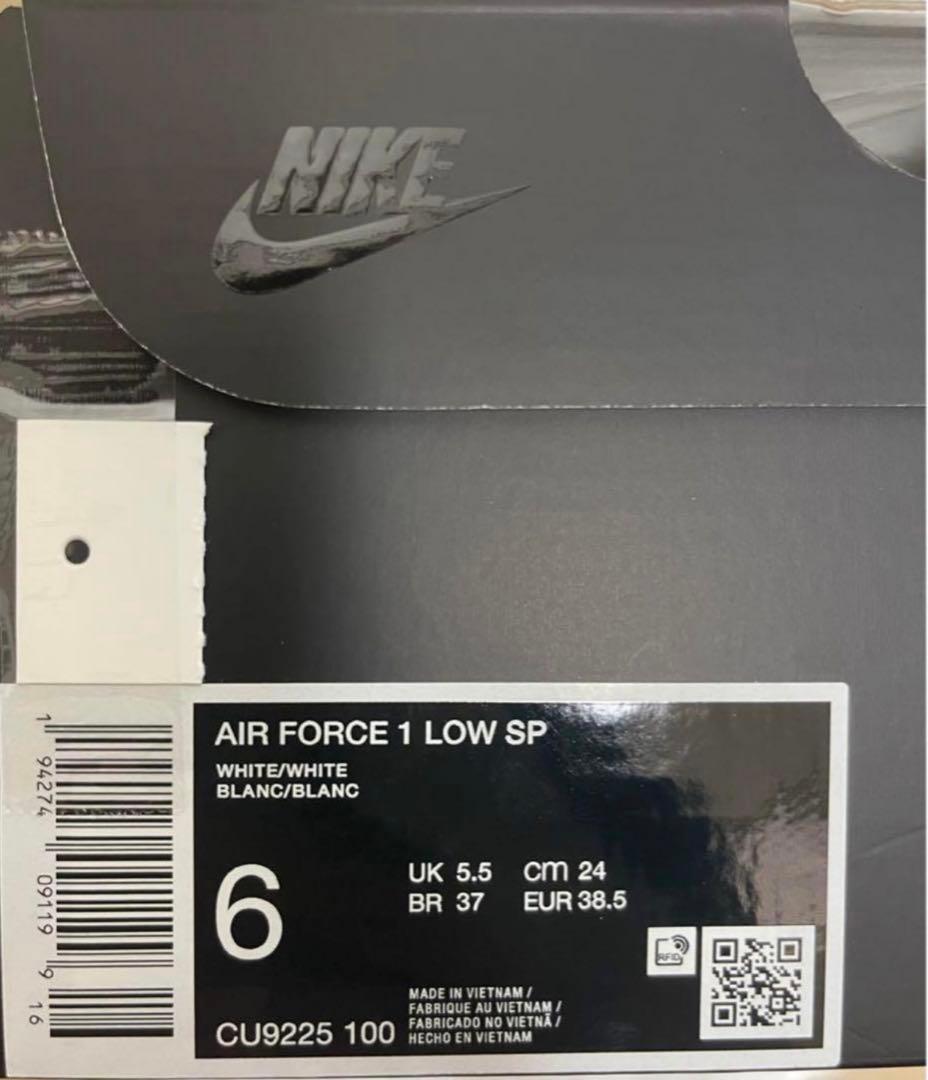 NIKE
AIR FORCE 1 LOW SP
WHITE/WHITE
BLANC/BLANC
6
UK 5.5 cm 24
BR 37 EUR 38.5
RFID
MADE IN VIETNAM /
FABRIQUE AU VIETNAM /
FABRICADO NO VIETNÃ /
HECHO EN VIETNAM
CU9225 100
1 94274 09119 9 16